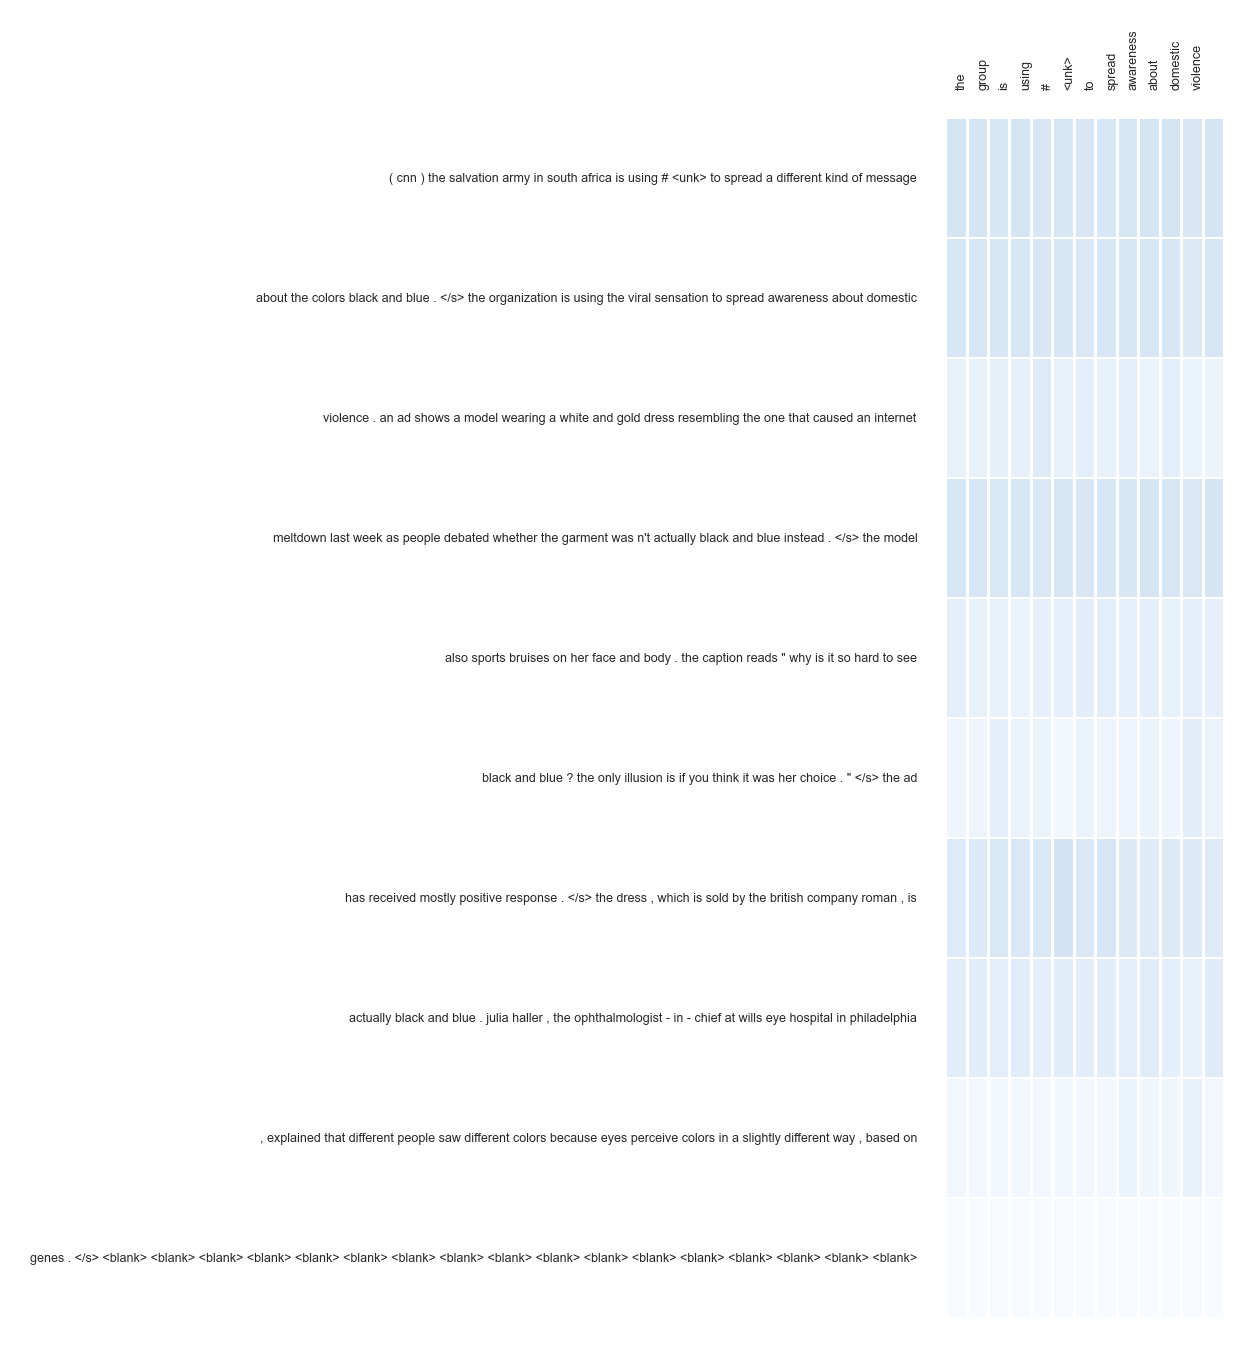 the
group
is
using
#
<unk>
to
spread
awareness
about
domestic
violence
( cnn ) the salvation army in south africa is using # <unk> to spread a different kind of message
about the colors black and blue . </s> the organization is using the viral sensation to spread awareness about domestic
violence . an ad shows a model wearing a white and gold dress resembling the one that caused an internet
meltdown last week as people debated whether the garment was n't actually black and blue instead . </s> the model
also sports bruises on her face and body . the caption reads " why is it so hard to see
black and blue ? the only illusion is if you think it was her choice . " </s> the ad
has received mostly positive response . </s> the dress , which is sold by the british company roman , is
actually black and blue . julia haller , the ophthalmologist - in - chief at wills eye hospital in philadelphia
, explained that different people saw different colors because eyes perceive colors in a slightly different way , based on
genes . </s> <blank> <blank> <blank> <blank> <blank> <blank> <blank> <blank> <blank> <blank> <blank> <blank> <blank> <blank> <blank> <blank> <blank>